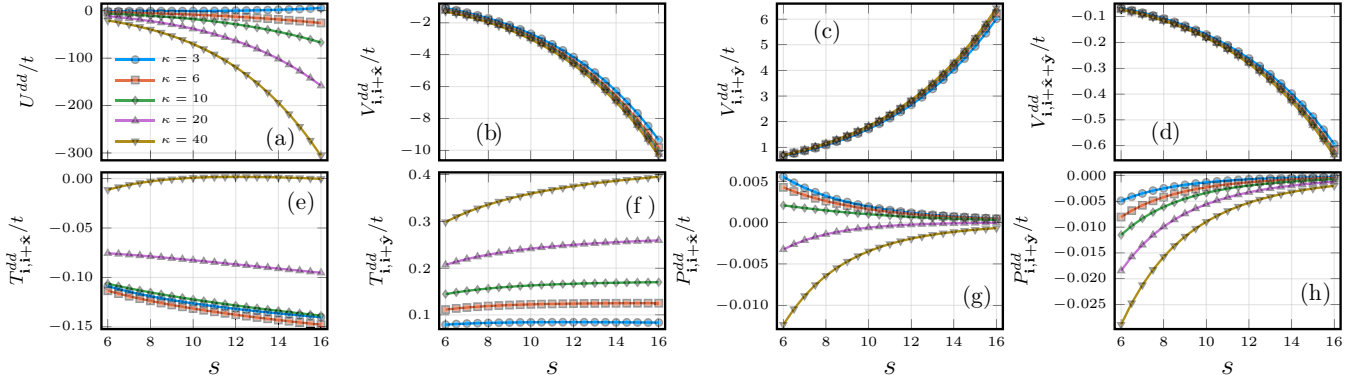 0
−100
−200
−300
U^{dd}/t
κ = 3
κ = 6
κ = 10
κ = 20
κ = 40
(a)
−2
−4
−6
−8
−10
V^{dd}_{i,i+x̂}/t
(b)
6
5
4
3
2
1
V^{dd}_{i,i+ŷ}/t
(c)
−0.1
−0.2
−0.3
−0.4
−0.5
−0.6
V^{dd}_{i,i+x̂+ŷ}/t
(d)
0.00
−0.05
−0.10
−0.15
T^{dd}_{i,i+x̂}/t
(e)
6 8 10 12 14 16
s
0.4
0.3
0.2
0.1
T^{dd}_{i,i+ŷ}/t
(f)
6 8 10 12 14 16
s
0.005
0.000
−0.005
−0.010
P^{dd}_{i,i+x̂}/t
(g)
6 8 10 12 14 16
s
0.000
−0.005
−0.010
−0.015
−0.020
−0.025
P^{dd}_{i,i+ŷ}/t
(h)
6 8 10 12 14 16
s